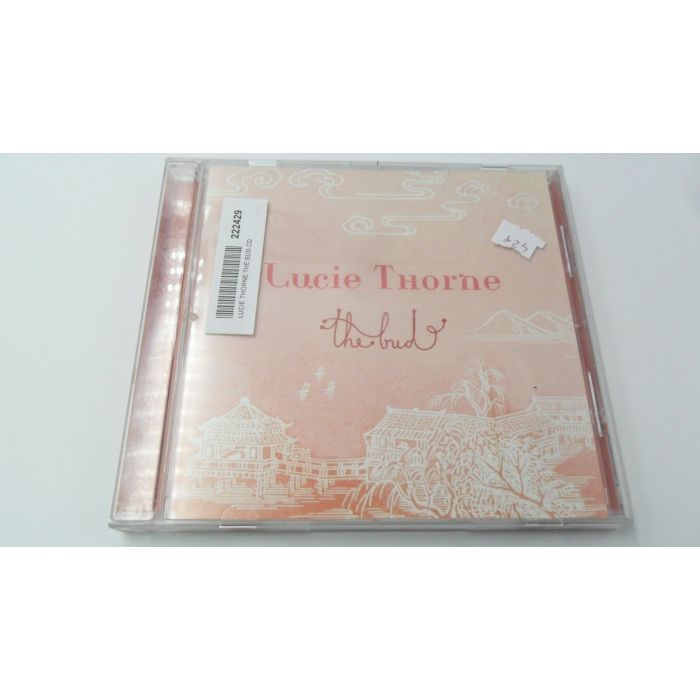 Lucie Thorne
the bud
222429
LUCIE THORNE THE BUD CD